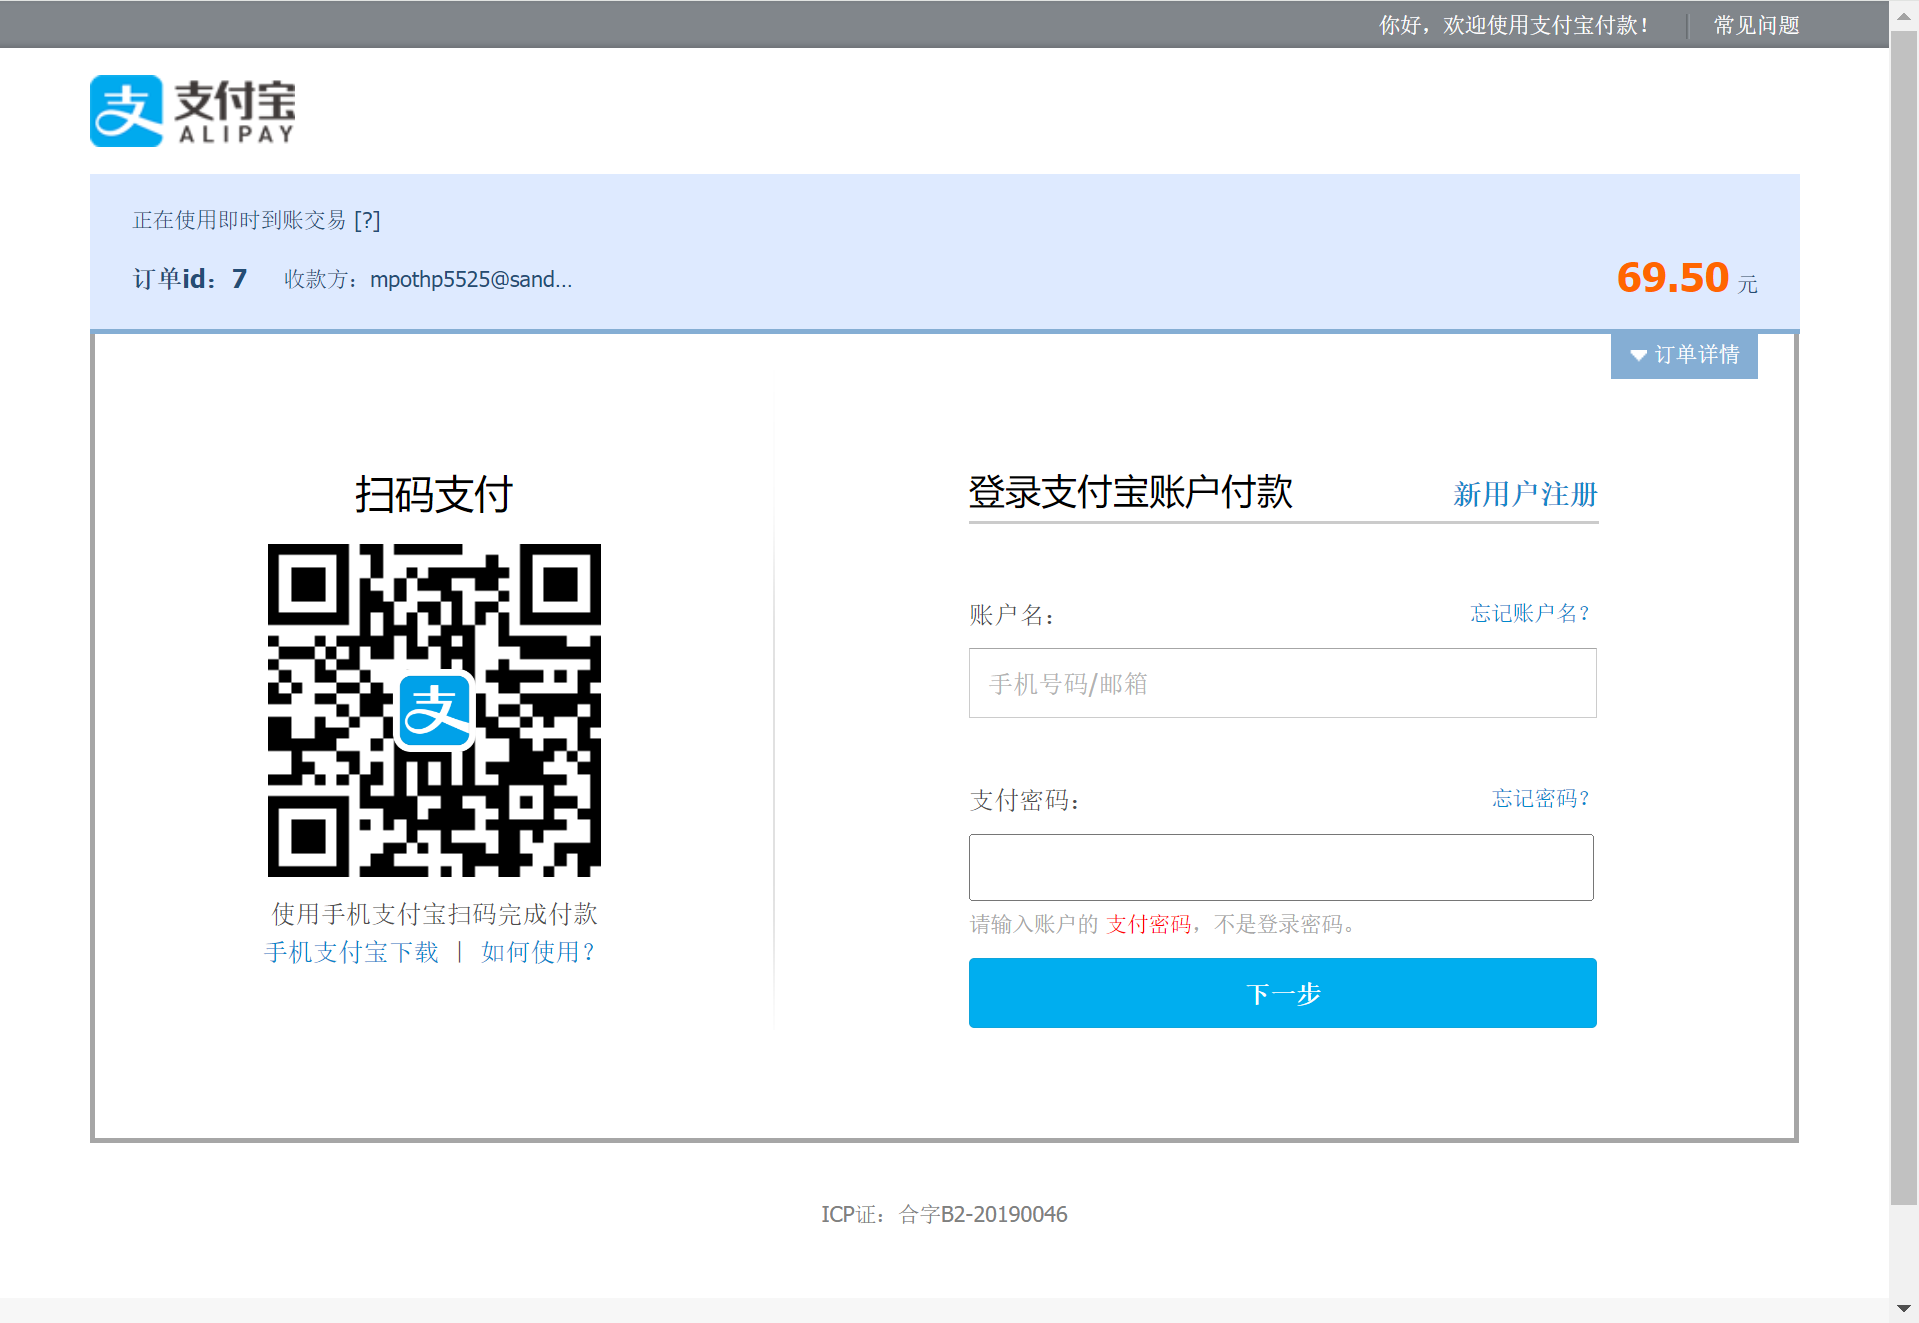 你好，欢迎使用支付宝付款！ 常见问题
支付宝
ALIPAY
正在使用即时到账交易 [?]
订单id：7 收款方：mpothp5525@sand...
69.50 元
订单详情
扫码支付
使用手机支付宝扫码完成付款
手机支付宝下载 | 如何使用？
登录支付宝账户付款 新用户注册
账户名： 忘记账户名？
手机号码/邮箱
支付密码： 忘记密码？
请输入账户的 支付密码，不是登录密码。
下一步
ICP证：合字B2-20190046